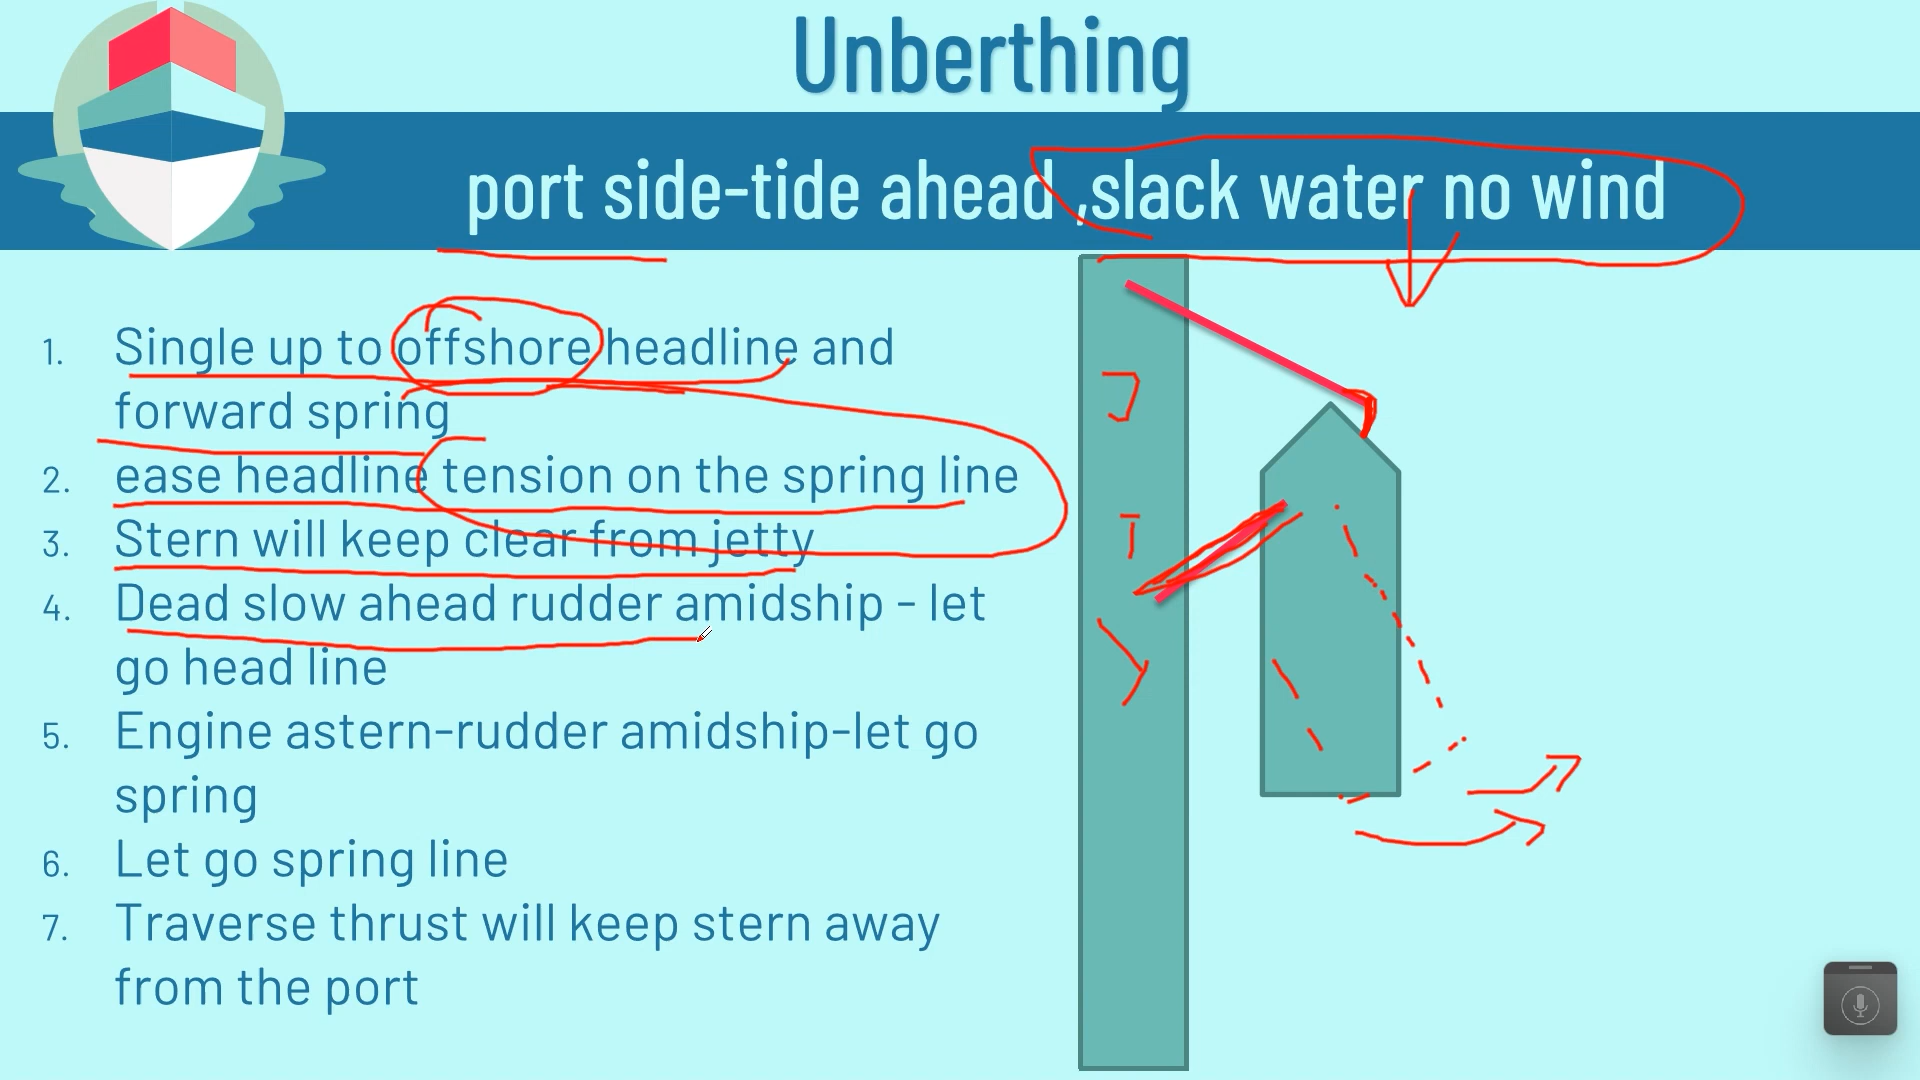 Unberthing
port side-tide ahead ,slack water no wind
1. Single up to offshore headline and
forward spring
2. ease headline tension on the spring line
3. Stern will keep clear from jetty
4. Dead slow ahead rudder amidship - let
go head line
5. Engine astern-rudder amidship-let go
spring
6. Let go spring line
7. Traverse thrust will keep stern away
from the port